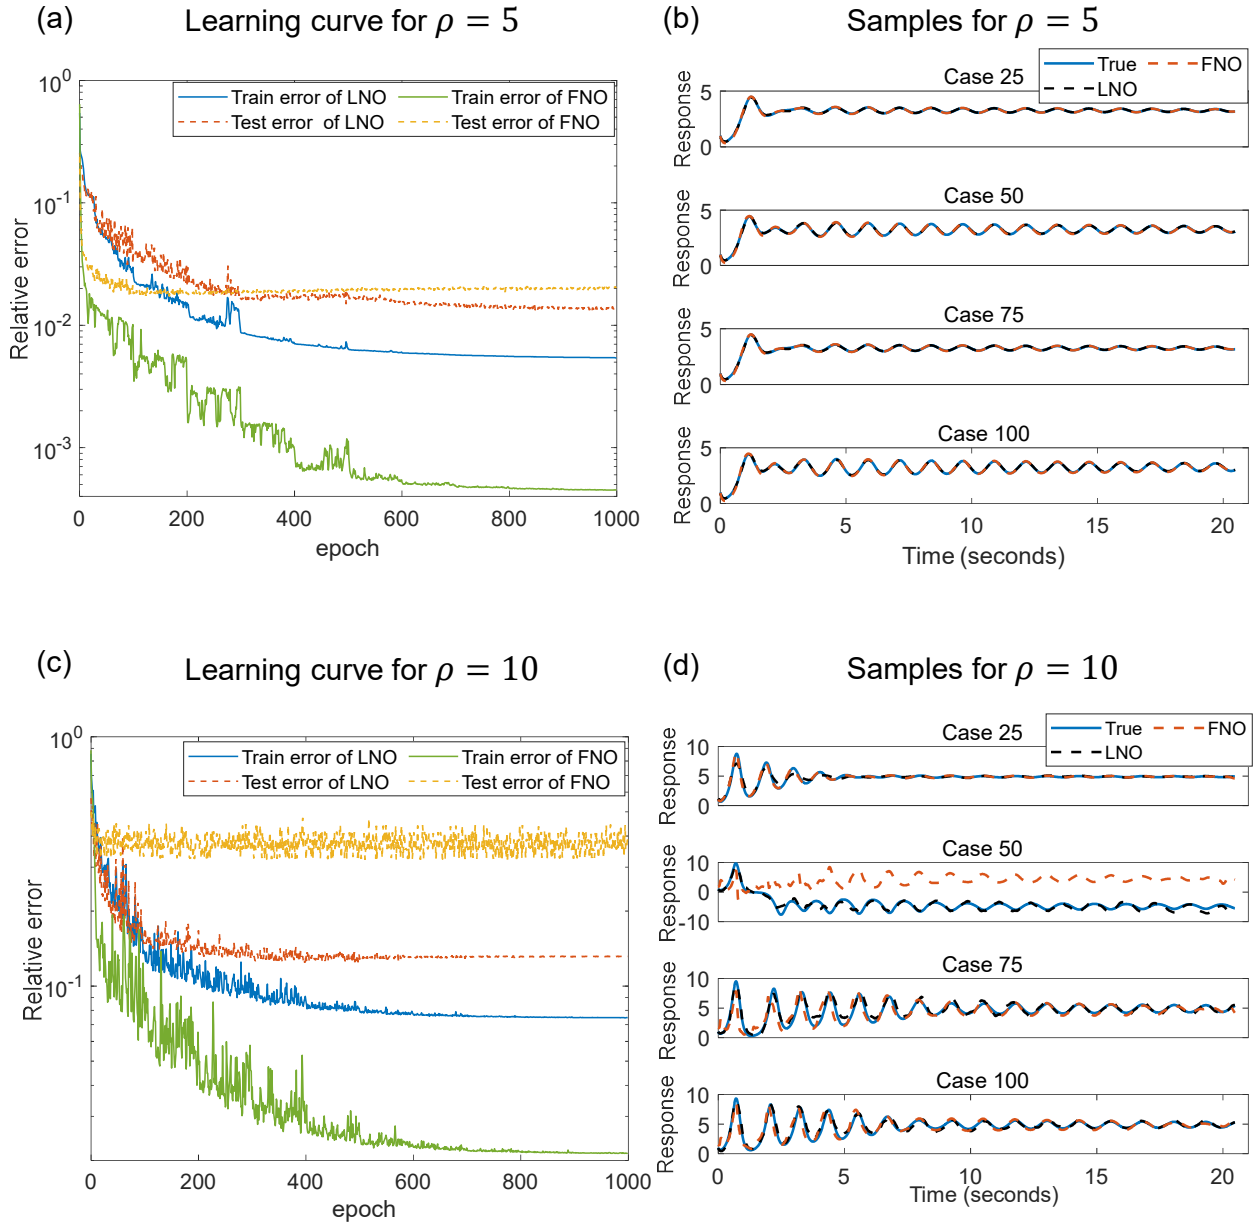 (a)
Learning curve for ρ = 5
10^0
10^-1
10^-2
10^-3
Relative error
Train error of LNO
Train error of FNO
Test error of LNO
Test error of FNO
0 200 400 600 800 1000
epoch
(b)
Samples for ρ = 5
True
FNO
LNO
Case 25
5
0
Response
Case 50
5
0
Response
Case 75
5
0
Response
Case 100
5
0
Response
0 5 10 15 20
Time (seconds)
(c)
Learning curve for ρ = 10
10^0
10^-1
Relative error
Train error of LNO
Train error of FNO
Test error of LNO
Test error of FNO
0 200 400 600 800 1000
epoch
(d)
Samples for ρ = 10
True
FNO
LNO
Case 25
10
5
0
Response
Case 50
10
0
-10
Response
Case 75
10
5
0
Response
Case 100
10
5
0
Response
0 5 10 15 20
Time (seconds)